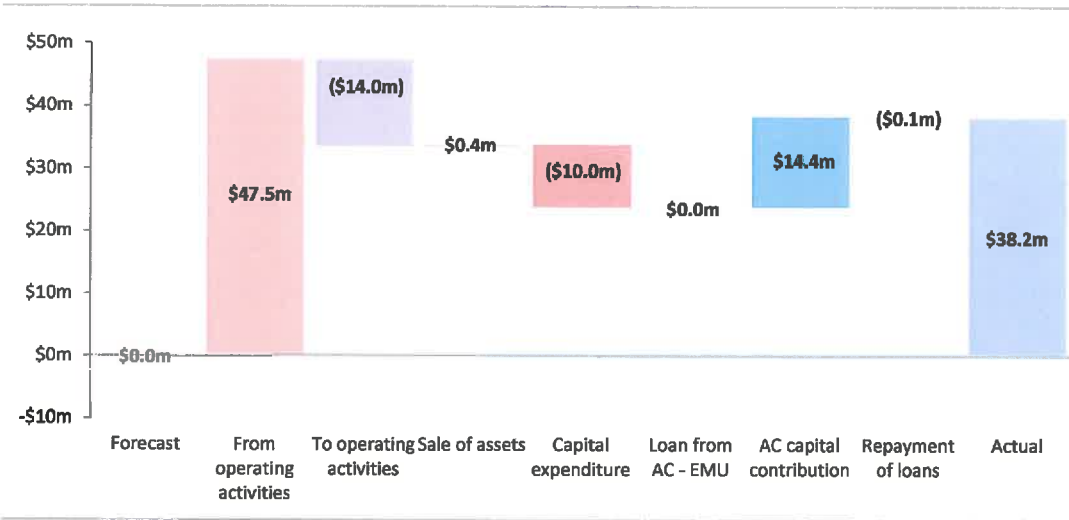 $50m
$40m
$30m
$20m
$10m
$0m
-$10m
$0.0m
$47.5m
($14.0m)
$0.4m
($10.0m)
$0.0m
$14.4m
($0.1m)
$38.2m
Forecast
From
operating
activities
To operating
activities
Sale of assets
Capital
expenditure
Loan from
AC - EMU
AC capital
contribution
Repayment
of loans
Actual